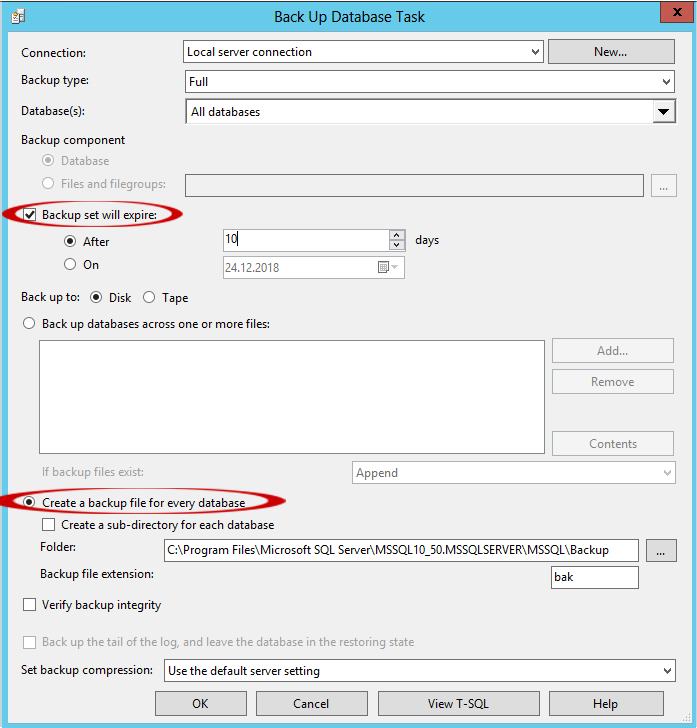 Back Up Database Task
x
Connection: Local server connection New...
Backup type: Full
Database(s): All databases
Backup component
Database
Files and filegroups: ...
Backup set will expire:
After 10 days
On 24.12.2018
Back up to: Disk Tape
Back up databases across one or more files:
Add...
Remove
Contents
If backup files exist: Append
Create a backup file for every database
Create a sub-directory for each database
Folder: C:\Program Files\Microsoft SQL Server\MSSQL10_50.MSSQLSERVER\MSSQL\Backup ...
Backup file extension: bak
Verify backup integrity
Back up the tail of the log, and leave the database in the restoring state
Set backup compression: Use the default server setting
OK Cancel View T-SQL Help